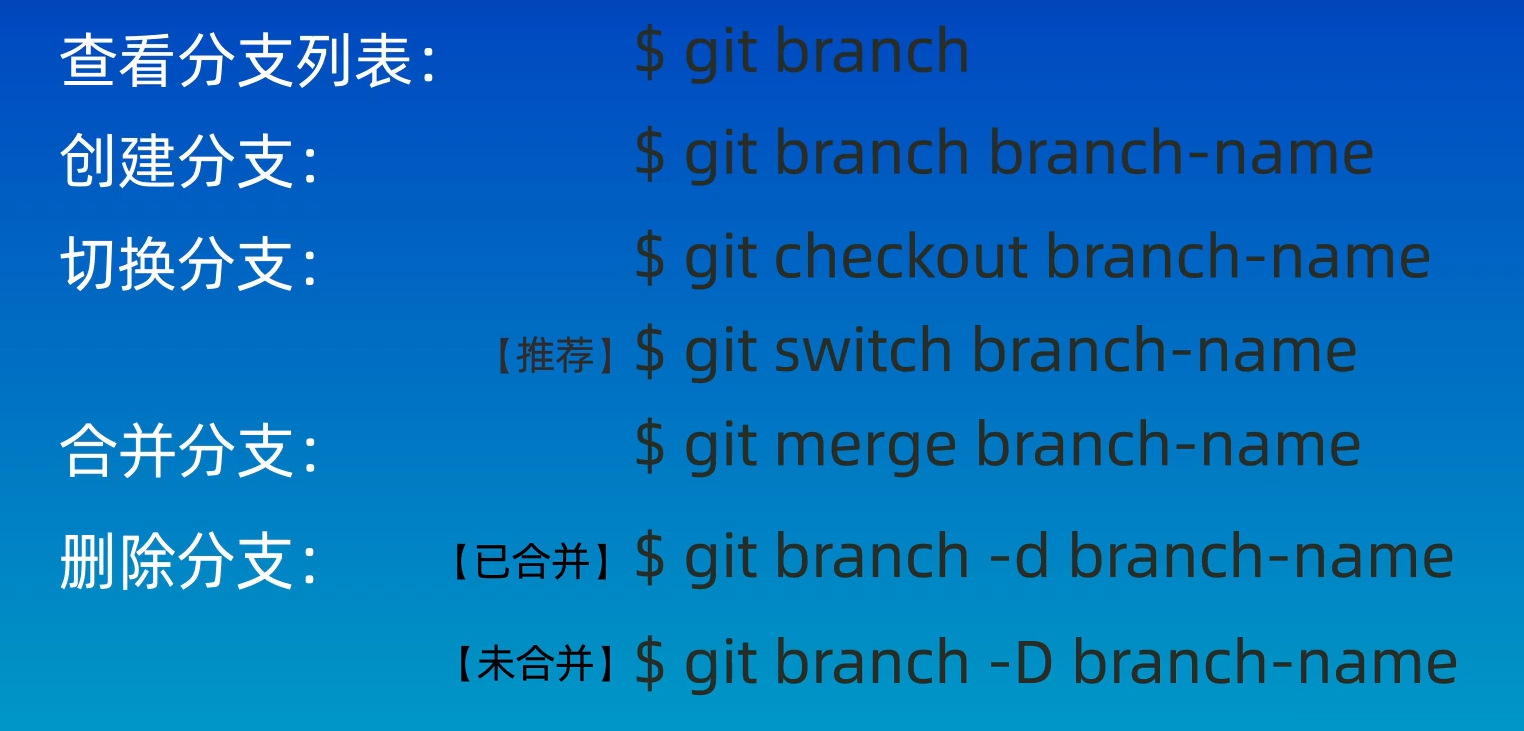 查看分支列表： $ git branch
创建分支： $ git branch branch-name
切换分支： $ git checkout branch-name
【推荐】 $ git switch branch-name
合并分支： $ git merge branch-name
删除分支： 【已合并】 $ git branch -d branch-name
【未合并】 $ git branch -D branch-name